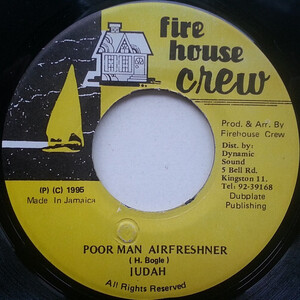 fire
house
crew
Prod. & Arr. By
Firehouse Crew
Dist. by:
Dynamic
Sound
5 Bell Rd.
Kingston 11.
Tel: 92-39168
Dubplate
Publishing
(P) (C) 1995
Made In Jamaica
POOR MAN AIRFRESHNER
( H. Bogle )
JUDAH
All Rights Reserved